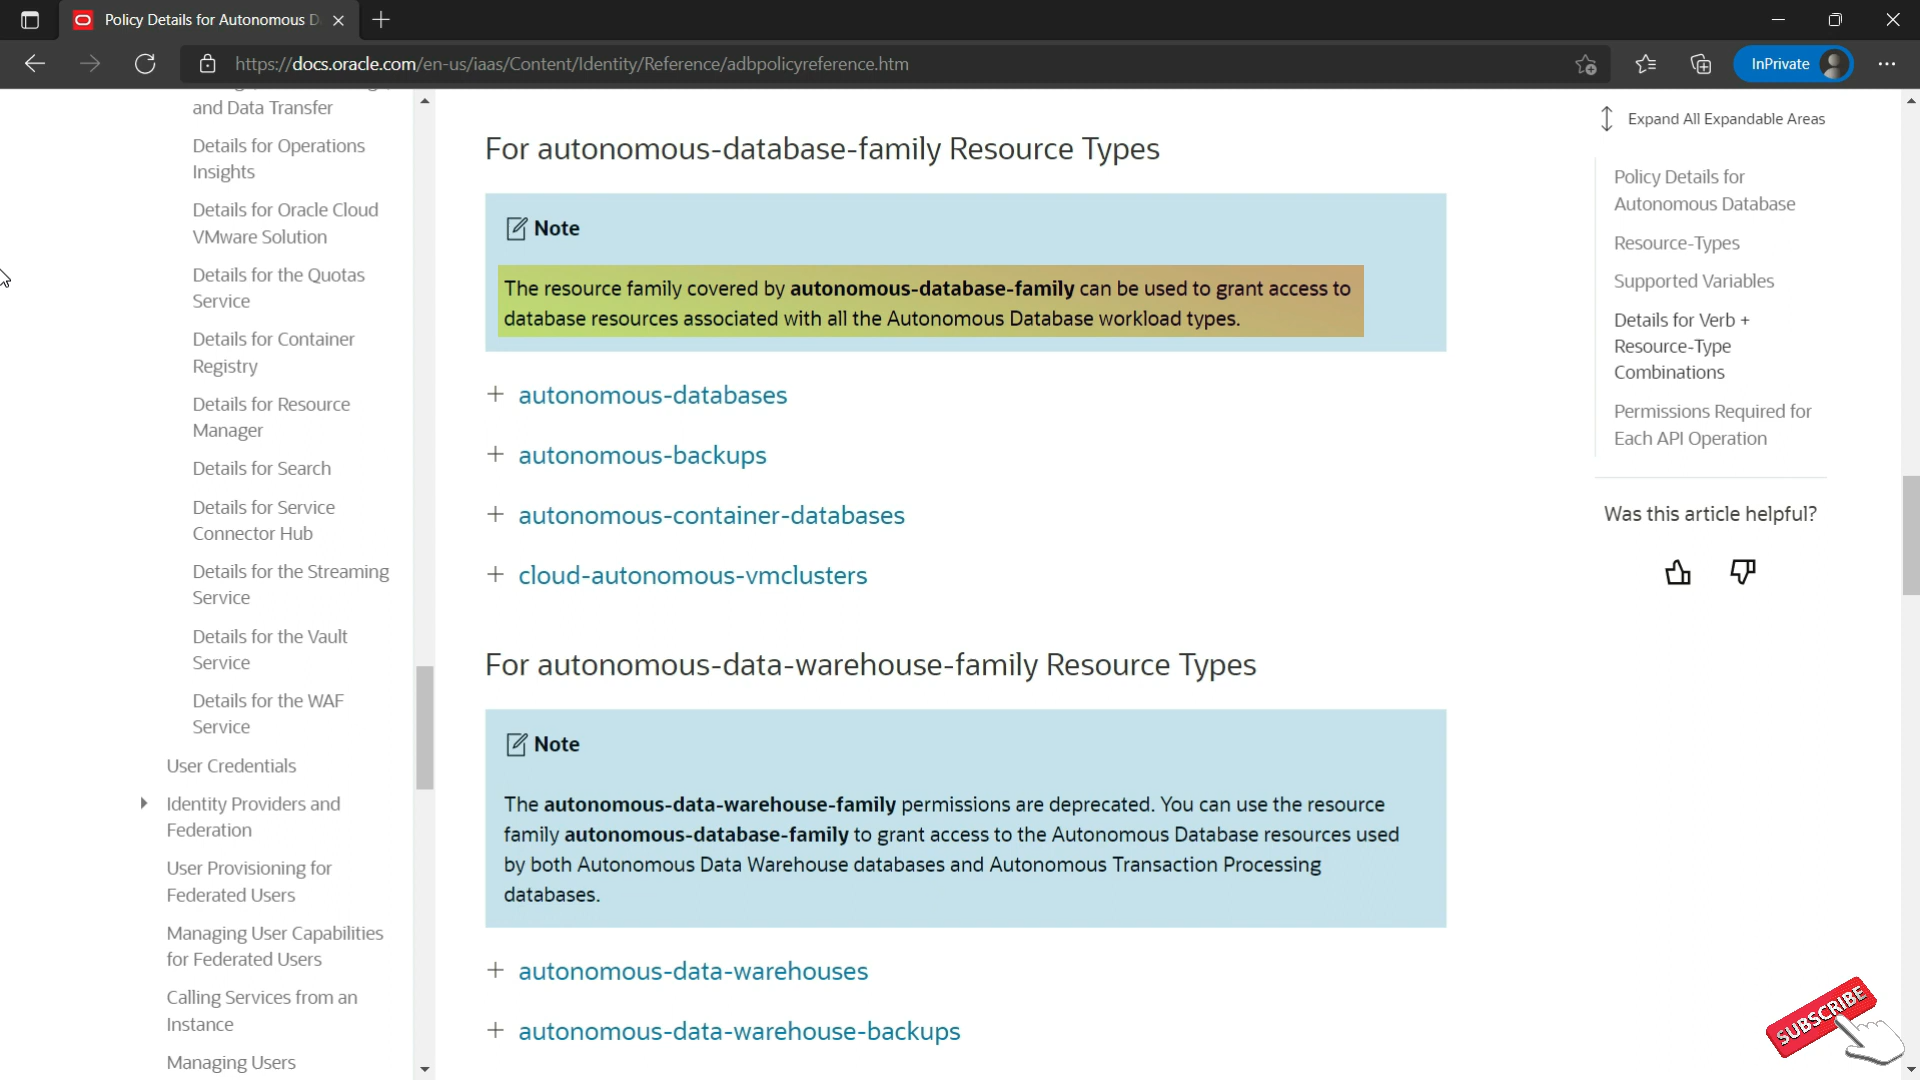 Policy Details for Autonomous D
https://docs.oracle.com/en-us/iaas/Content/Identity/Reference/adbpolicyreference.htm
InPrivate
and Data Transfer
Details for Operations
Insights
Details for Oracle Cloud
VMware Solution
Details for the Quotas
Service
Details for Container
Registry
Details for Resource
Manager
Details for Search
Details for Service
Connector Hub
Details for the Streaming
Service
Details for the Vault
Service
Details for the WAF
Service
User Credentials
Identity Providers and
Federation
User Provisioning for
Federated Users
Managing User Capabilities
for Federated Users
Calling Services from an
Instance
Managing Users
For autonomous-database-family Resource Types
Note
The resource family covered by autonomous-database-family can be used to grant access to
database resources associated with all the Autonomous Database workload types.
+ autonomous-databases
+ autonomous-backups
+ autonomous-container-databases
+ cloud-autonomous-vmclusters
For autonomous-data-warehouse-family Resource Types
Note
The autonomous-data-warehouse-family permissions are deprecated. You can use the resource
family autonomous-database-family to grant access to the Autonomous Database resources used
by both Autonomous Data Warehouse databases and Autonomous Transaction Processing
databases.
+ autonomous-data-warehouses
+ autonomous-data-warehouse-backups
Expand All Expandable Areas
Policy Details for
Autonomous Database
Resource-Types
Supported Variables
Details for Verb +
Resource-Type
Combinations
Permissions Required for
Each API Operation
Was this article helpful?
SUBSCRIBE